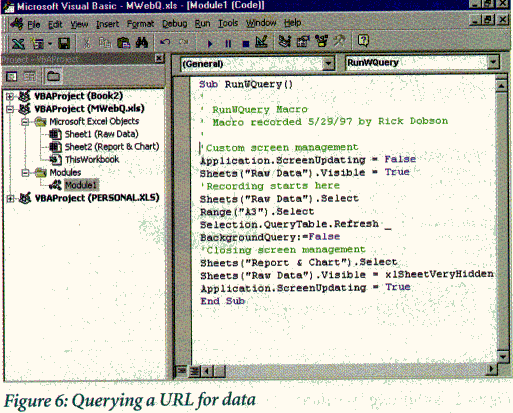 Microsoft Visual Basic - MWebQ.xls - [Module1 (Code)]
File Edit View Insert Format Debug Run Tools Window Help
Project - VBAProject
(General)
RunWQuery
VBAProject (Book2)
VBAProject (MWebQ.xls)
Microsoft Excel Objects
Sheet1 (Raw Data)
Sheet2 (Report & Chart)
ThisWorkbook
Modules
Module1
VBAProject (PERSONAL.XLS)
Sub RunWQuery()
'
' RunWQuery Macro
' Macro recorded 5/29/97 by Rick Dobson
'
'Custom screen management
Application.ScreenUpdating = False
Sheets("Raw Data").Visible = True
'Recording starts here
Sheets("Raw Data").Select
Range("A3").Select
Selection.QueryTable.Refresh _
BackgroundQuery:=False
'Closing screen management
Sheets("Report & Chart").Select
Sheets("Raw Data").Visible = xlSheetVeryHidden
Application.ScreenUpdating = True
End Sub
Figure 6: Querying a URL for data